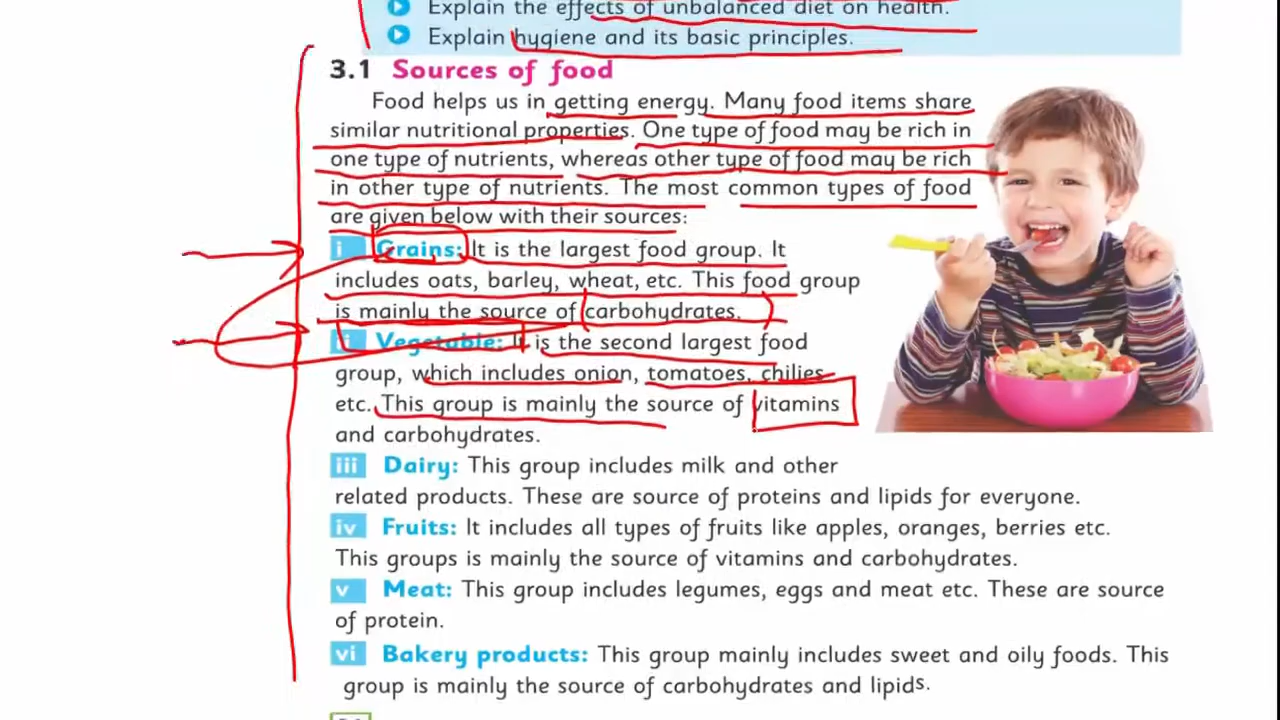 Explain the effects of unbalanced diet on health.
Explain hygiene and its basic principles.
3.1 Sources of food
Food helps us in getting energy. Many food items share
similar nutritional properties. One type of food may be rich in
one type of nutrients, whereas other type of food may be rich
in other type of nutrients. The most common types of food
are given below with their sources:
i Grains: It is the largest food group. It
includes oats, barley, wheat, etc. This food group
is mainly the source of carbohydrates.
Vegetable: It is the second largest food
group, which includes onion, tomatoes, chilies
etc. This group is mainly the source of vitamins
and carbohydrates.
iii Dairy: This group includes milk and other
related products. These are source of proteins and lipids for everyone.
iv Fruits: It includes all types of fruits like apples, oranges, berries etc.
This groups is mainly the source of vitamins and carbohydrates.
v Meat: This group includes legumes, eggs and meat etc. These are source
of protein.
vi Bakery products: This group mainly includes sweet and oily foods. This
group is mainly the source of carbohydrates and lipids.